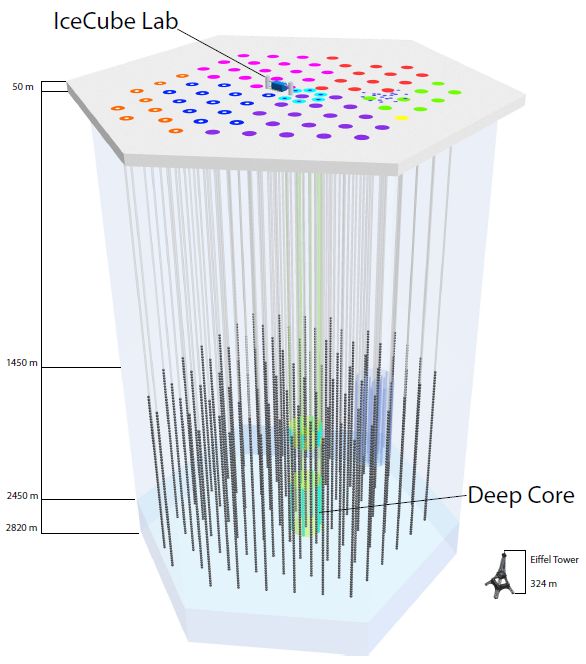 IceCube Lab
50 m
1450 m
2450 m
Deep Core
2820 m
Eiffel Tower
324 m